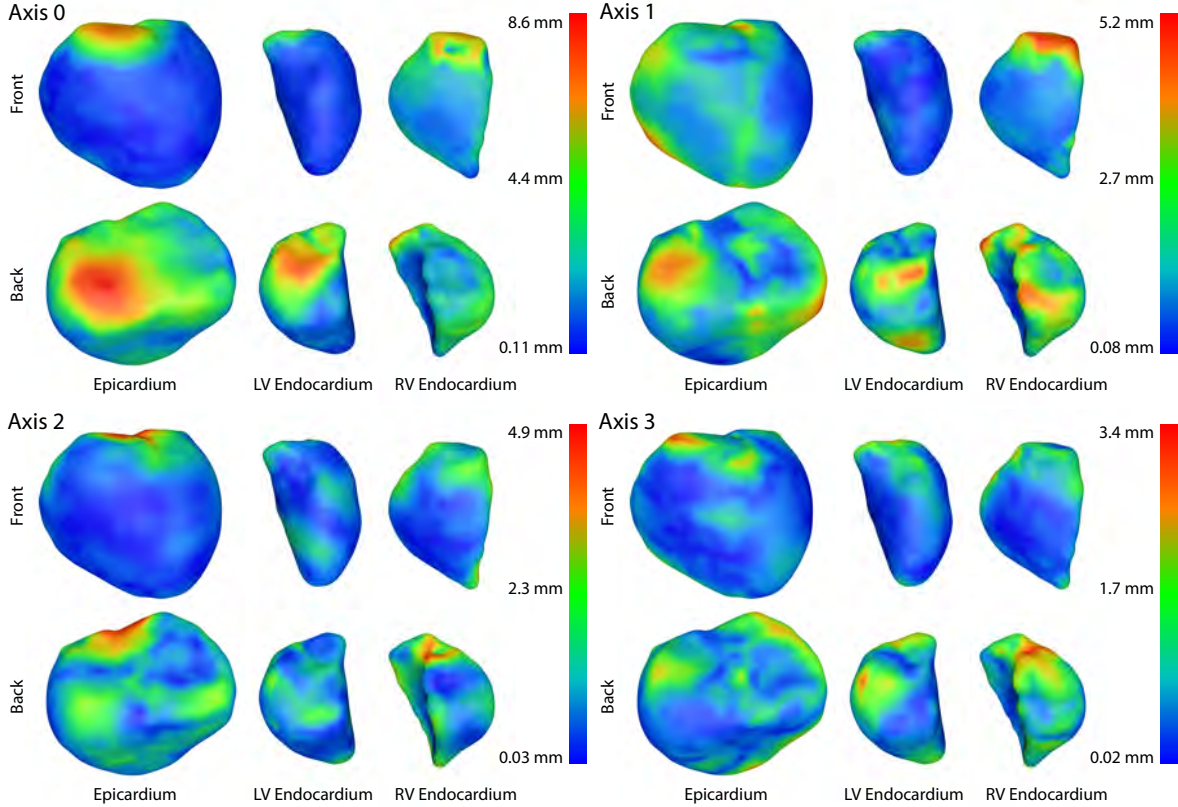 Axis 0
8.6 mm
Front
4.4 mm
Back
0.11 mm
Epicardium
LV Endocardium
RV Endocardium
Axis 1
5.2 mm
Front
2.7 mm
Back
0.08 mm
Epicardium
LV Endocardium
RV Endocardium
Axis 2
4.9 mm
Front
2.3 mm
Back
0.03 mm
Epicardium
LV Endocardium
RV Endocardium
Axis 3
3.4 mm
Front
1.7 mm
Back
0.02 mm
Epicardium
LV Endocardium
RV Endocardium